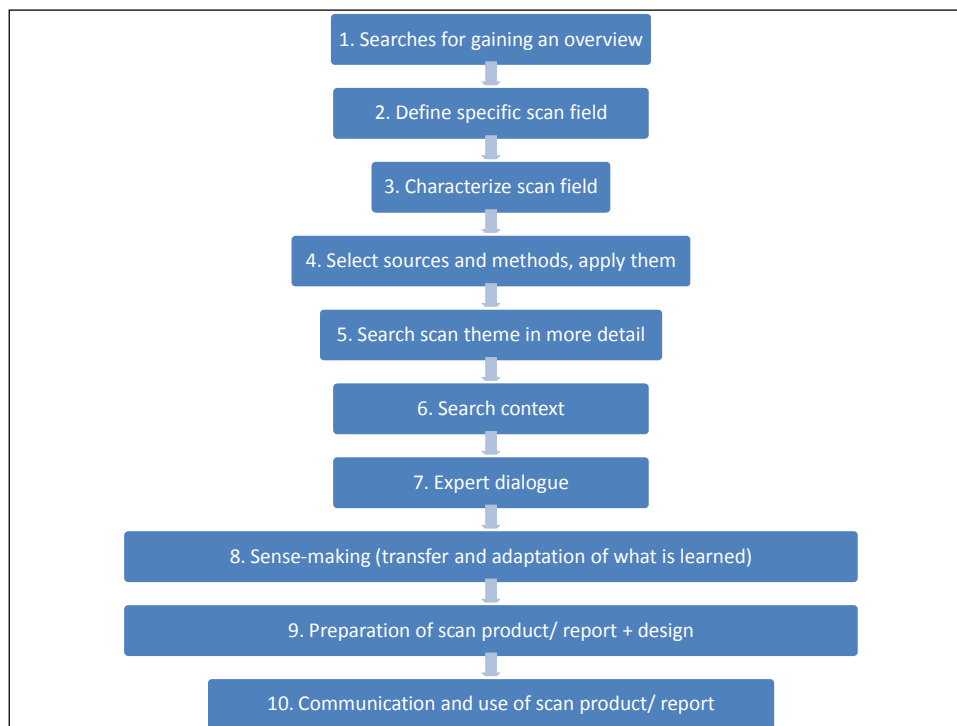 1. Searches for gaining an overview
2. Define specific scan field
3. Characterize scan field
4. Select sources and methods, apply them
5. Search scan theme in more detail
6. Search context
7. Expert dialogue
8. Sense-making (transfer and adaptation of what is learned)
9. Preparation of scan product/ report + design
10. Communication and use of scan product/ report